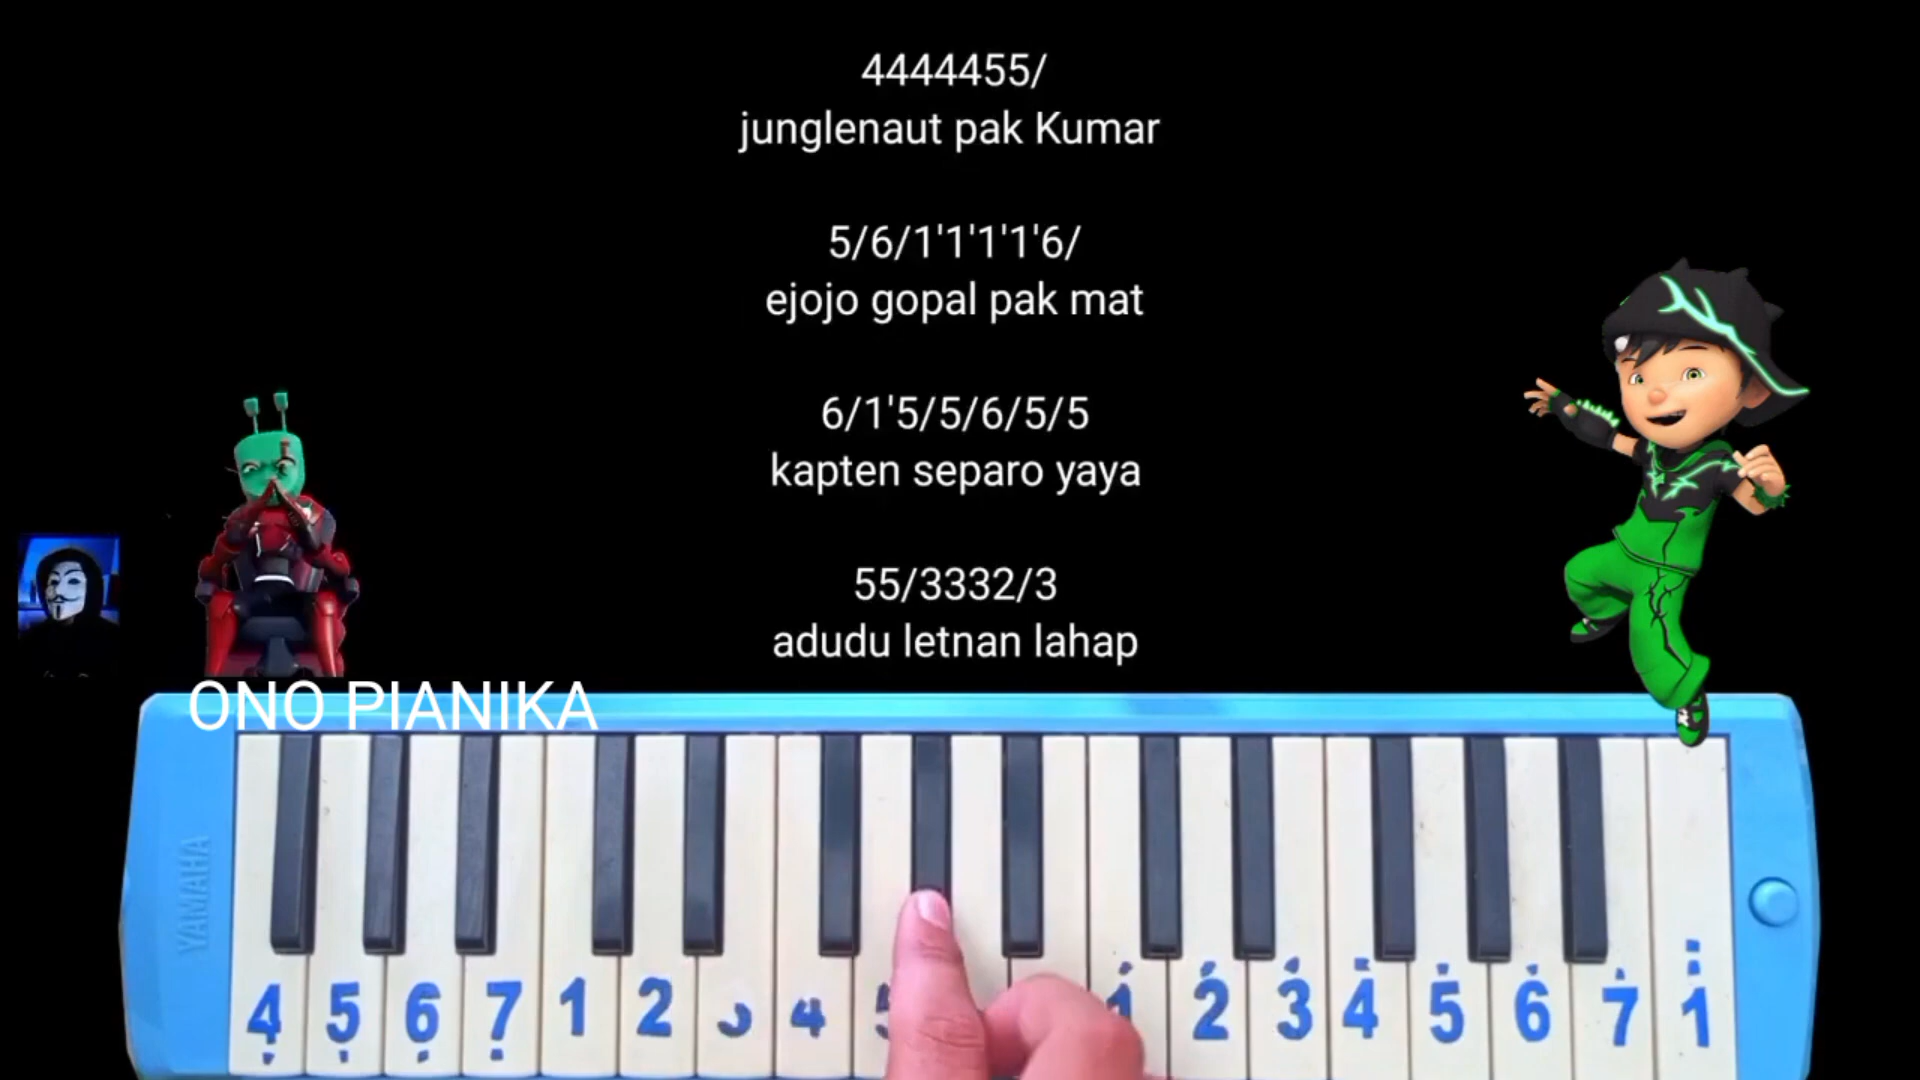 4444455/
junglenaut pak Kumar
5/6/1'1'1'1'6/
ejojo gopal pak mat
6/1'5/5/6/5/5
kapten separo yaya
55/3332/3
adudu letnan lahap
ONO PIANIKA
YAMAHA
4 5 6 7 1 2 4 1 2 3 4 5 6 7 1